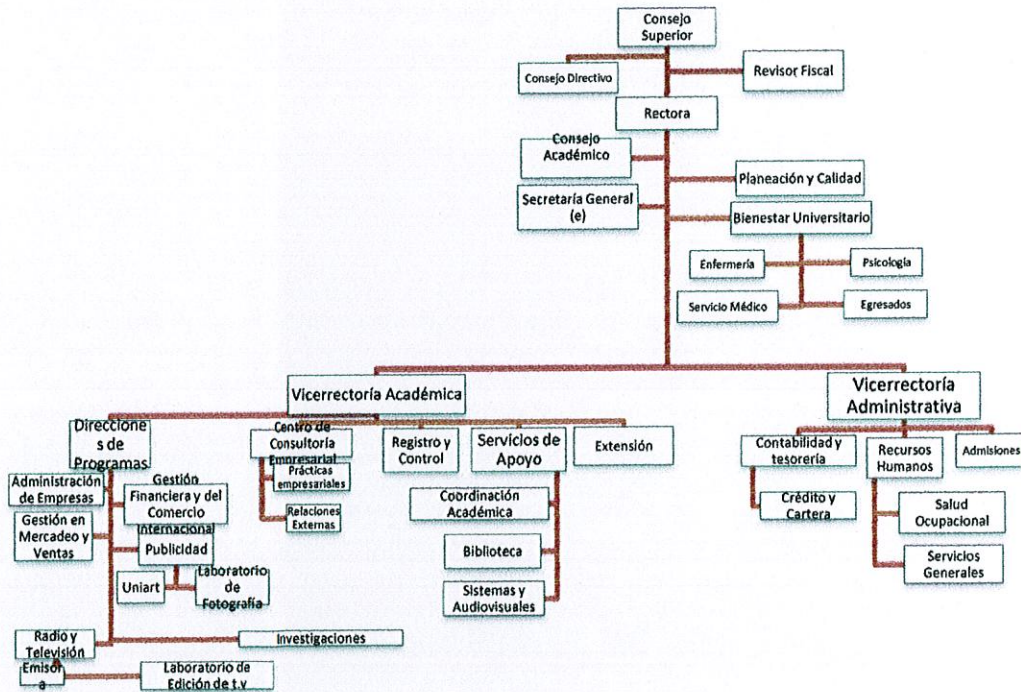 Consejo
Superior
Consejo Directivo
Revisor Fiscal
Rectora
Consejo
Académico
Planeación y Calidad
Secretaría General
(e)
Bienestar Universitario
Enfermería
Psicología
Servicio Médico
Egresados
Vicerrectoría Académica
Vicerrectoría
Administrativa
Direccione
s de
Programas
Centro de
Consultoría
Empresarial
Registro y
Control
Servicios de
Apoyo
Extensión
Contabilidad y
tesorería
Recursos
Humanos
Admisiones
Administración
de Empresas
Gestión
Financiera y del
Comercio
Internacional
Prácticas
empresariales
Relaciones
Externas
Coordinación
Académica
Crédito y
Cartera
Salud
Ocupacional
Gestión en
Mercadeo y
Ventas
Publicidad
Biblioteca
Servicios
Generales
Uniart
Laboratorio
de
Fotografía
Sistemas y
Audiovisuales
Radio y
Televisión
Investigaciones
Emisor
a
Laboratorio de
Edición de t.v